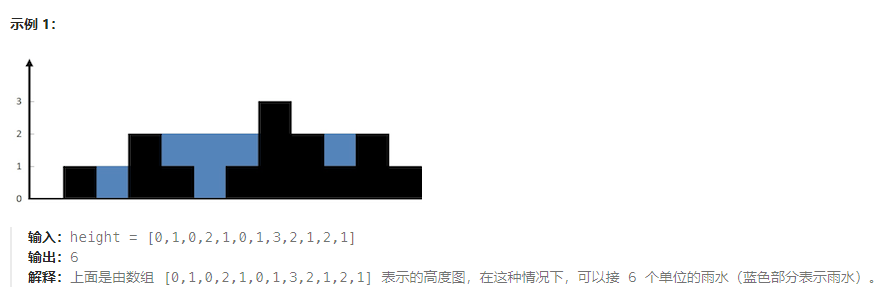 示例 1：
3
2
1
0
输入：height = [0,1,0,2,1,0,1,3,2,1,2,1]
输出：6
解释：上面是由数组 [0,1,0,2,1,0,1,3,2,1,2,1] 表示的高度图，在这种情况下，可以接 6 个单位的雨水（蓝色部分表示雨水）。